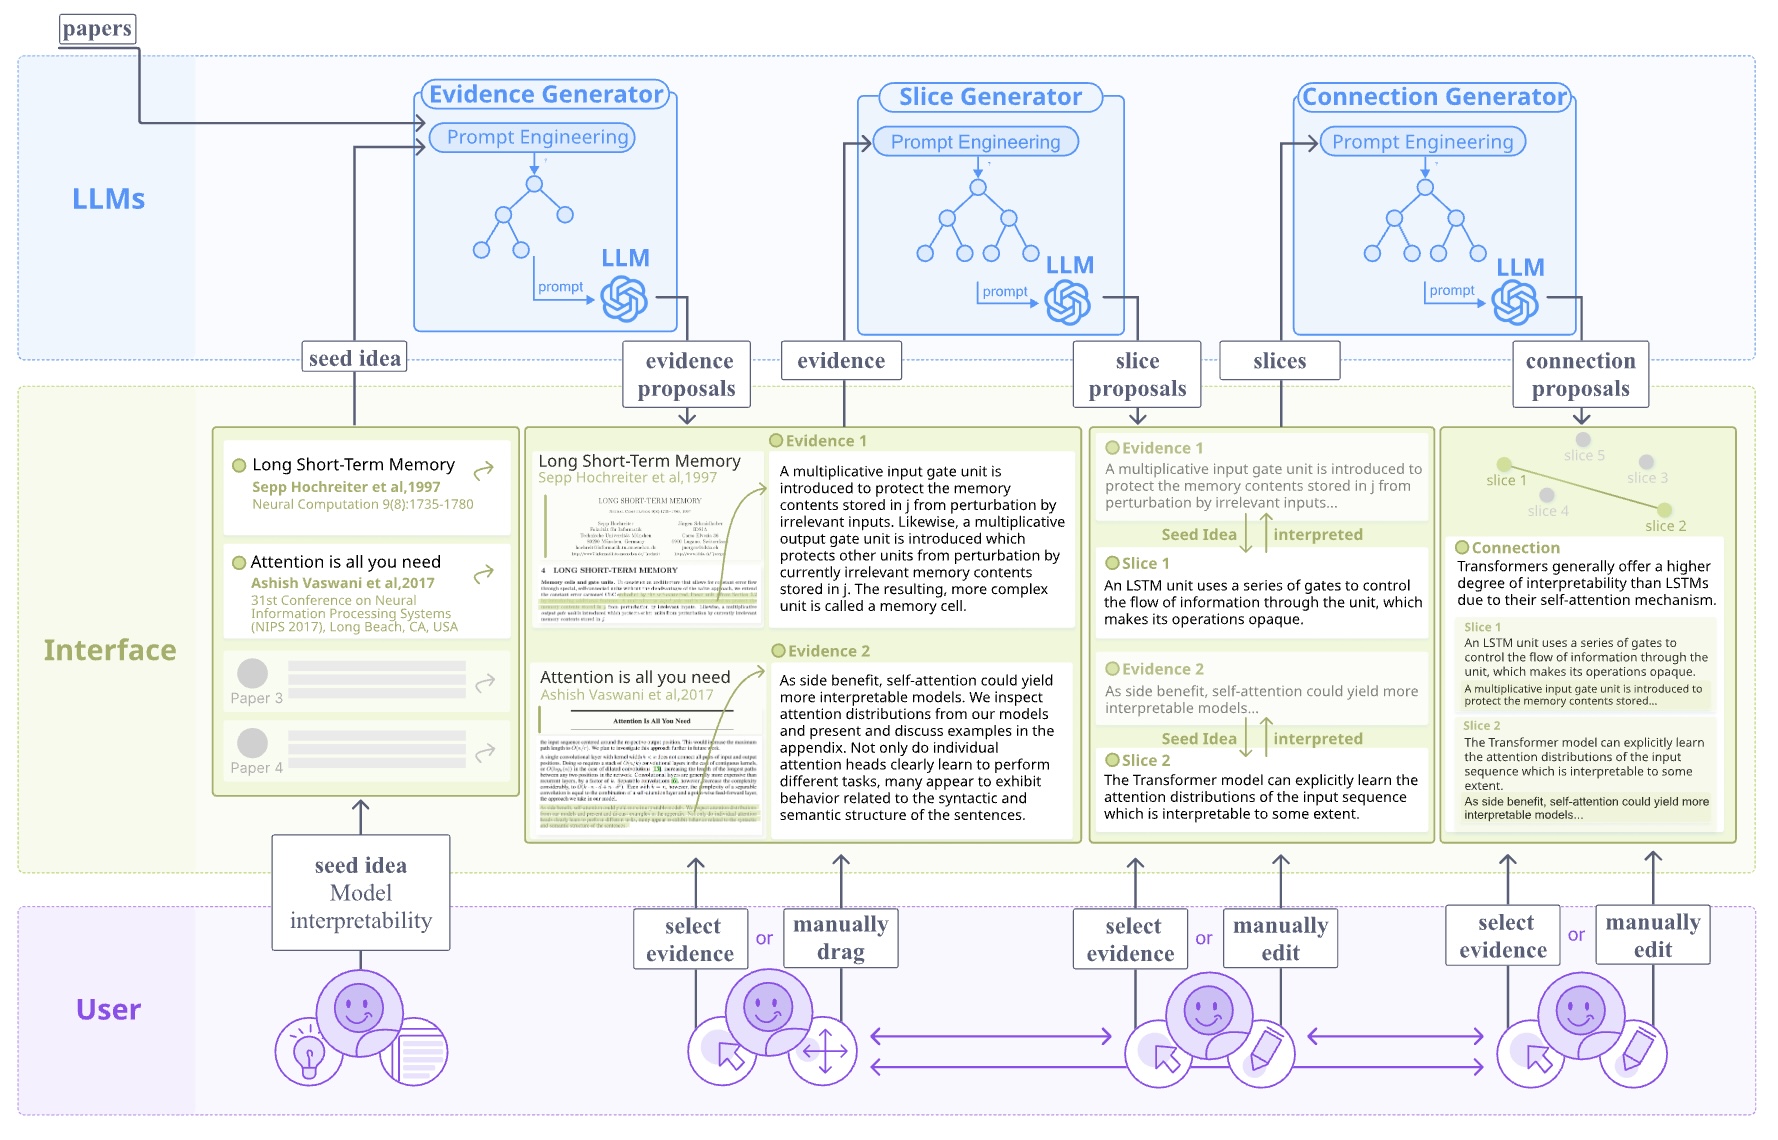 papers
LLMs
Evidence Generator
Prompt Engineering
LLM
prompt
Slice Generator
Prompt Engineering
LLM
prompt
Connection Generator
Prompt Engineering
LLM
prompt
seed idea
evidence
proposals
evidence
slice
proposals
slices
connection
proposals
Interface
Long Short-Term Memory
Sepp Hochreiter et al,1997
Neural Computation 9(8):1735-1780
Attention is all you need
Ashish Vaswani et al,2017
31st Conference on Neural
Information Processing Systems
(NIPS 2017), Long Beach, CA, USA
Paper 3
Paper 4
Evidence 1
Long Short-Term Memory
Sepp Hochreiter et al,1997
LONG SHORT-TERM MEMORY
4 LONG SHORT-TERM MEMORY
A multiplicative input gate unit is
introduced to protect the memory
contents stored in j from perturbation by
irrelevant inputs. Likewise, a multiplicative
output gate unit is introduced which
protects other units from perturbation by
currently irrelevant memory contents
stored in j. The resulting, more complex
unit is called a memory cell.
Evidence 2
Attention is all you need
Ashish Vaswani et al,2017
Attention Is All You Need
As side benefit, self-attention could yield
more interpretable models. We inspect
attention distributions from our models
and present and discuss examples in the
appendix. Not only do individual
attention heads clearly learn to perform
different tasks, many appear to exhibit
behavior related to the syntactic and
semantic structure of the sentences.
Evidence 1
A multiplicative input gate unit is introduced to
protect the memory contents stored in j from
perturbation by irrelevant inputs...
Seed Idea interpreted
Slice 1
An LSTM unit uses a series of gates to control
the flow of information through the unit, which
makes its operations opaque.
Evidence 2
As side benefit, self-attention could yield more
interpretable models...
Seed Idea interpreted
Slice 2
The Transformer model can explicitly learn the
attention distributions of the input sequence
which is interpretable to some extent.
slice 5
slice 1
slice 3
slice 4
slice 2
Connection
Transformers generally offer a higher
degree of interpretability than LSTMs
due to their self-attention mechanism.
Slice 1
An LSTM unit uses a series of gates to
control the flow of information through the
unit, which makes its operations opaque.
A multiplicative input gate unit is introduced to
protect the memory contents stored...
Slice 2
The Transformer model can explicitly learn
the attention distributions of the input
sequence which is interpretable to some
extent.
As side benefit, self-attention could yield more
interpretable models...
User
seed idea
Model
interpretability
select
evidence
or
manually
drag
select
evidence
or
manually
edit
select
evidence
or
manually
edit